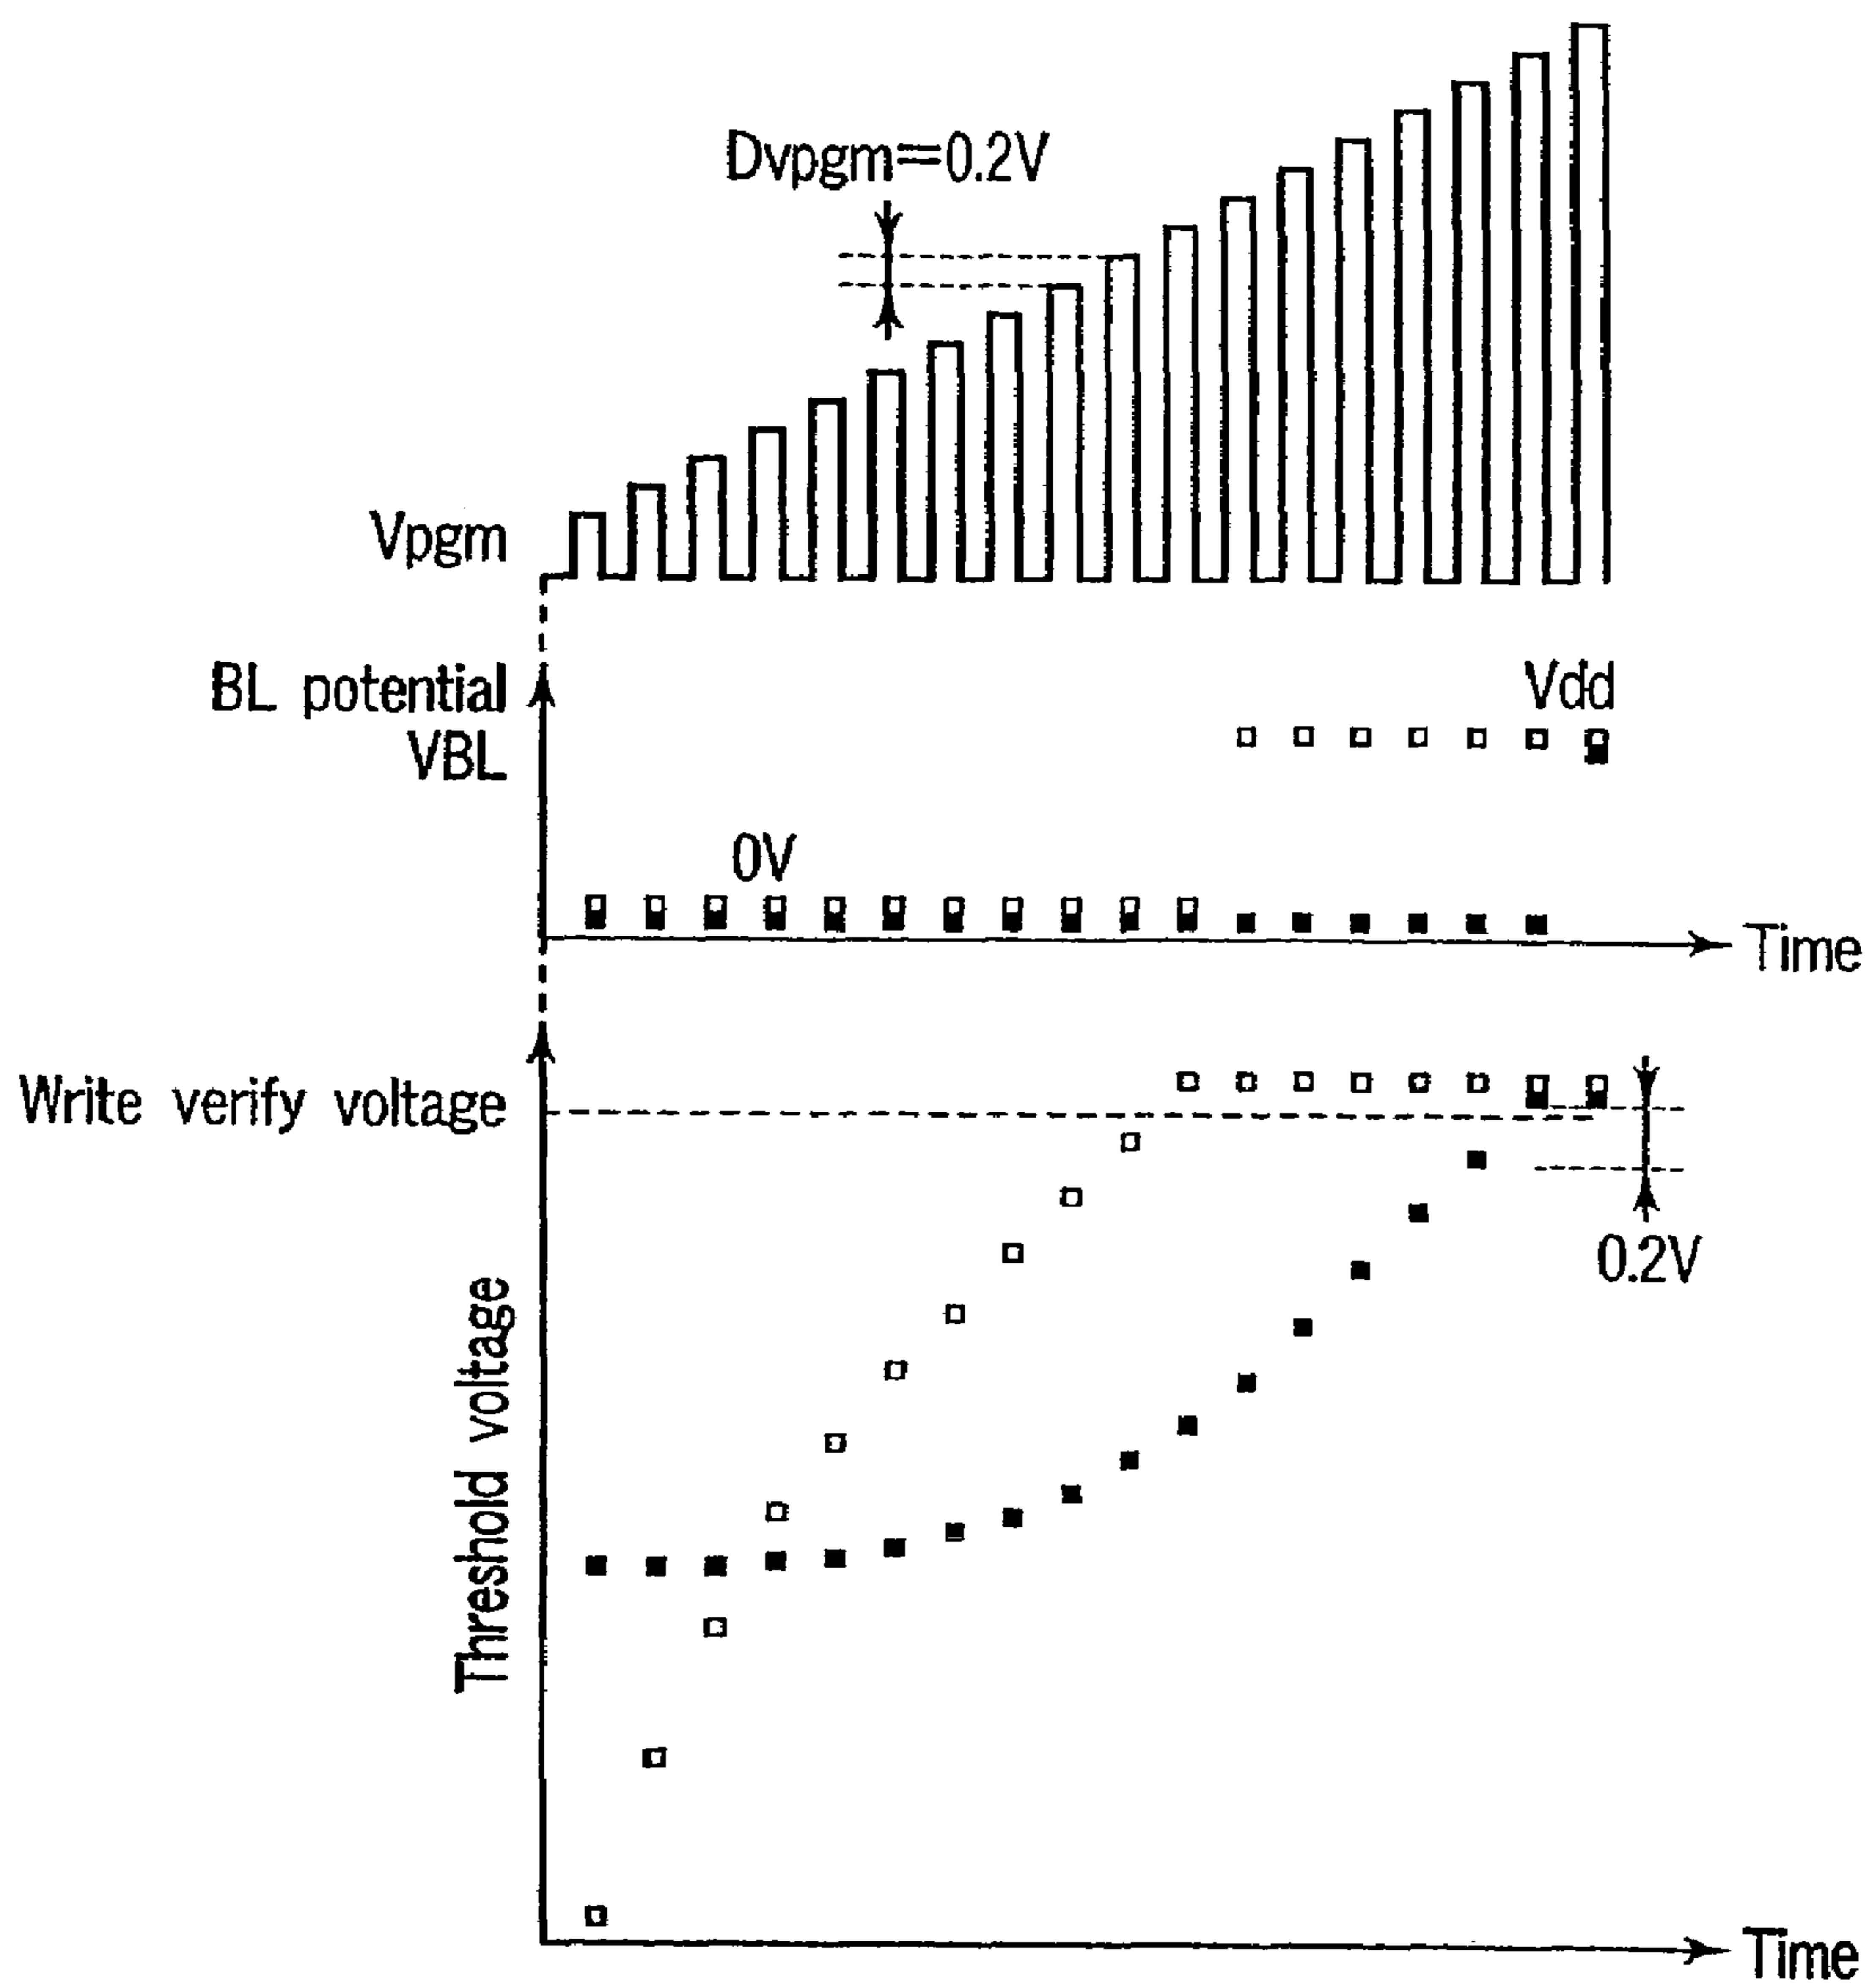 Dvpgm=0.2V
Vpgm
BL potential
VBL
Vdd
0V
Time
Write verify voltage
0.2V
Threshold voltage
Time